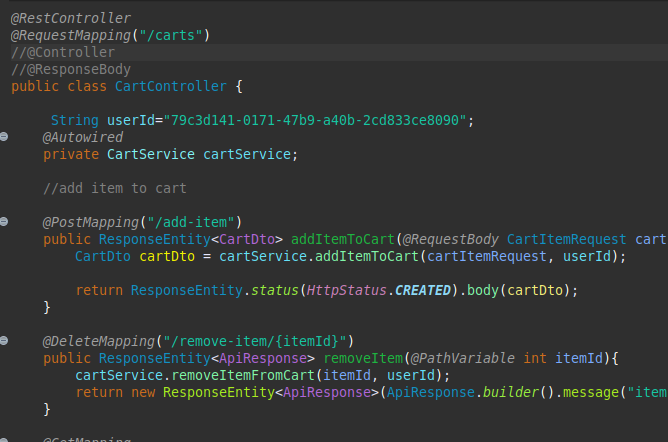 @RestController
@RequestMapping("/carts")
//@Controller
//@ResponseBody
public class CartController {
String userId="79c3d141-0171-47b9-a40b-2cd833ce8090";
@Autowired
private CartService cartService;
//add item to cart
@PostMapping("/add-item")
public ResponseEntity<CartDto> addItemToCart(@RequestBody CartItemRequest cart
CartDto cartDto = cartService.addItemToCart(cartItemRequest, userId);
return ResponseEntity.status(HttpStatus.CREATED).body(cartDto);
}
@DeleteMapping("/remove-item/{itemId}")
public ResponseEntity<ApiResponse> removeItem(@PathVariable int itemId){
cartService.removeItemFromCart(itemId, userId);
return new ResponseEntity<ApiResponse>(ApiResponse.builder().message("item
}
@GetMapping